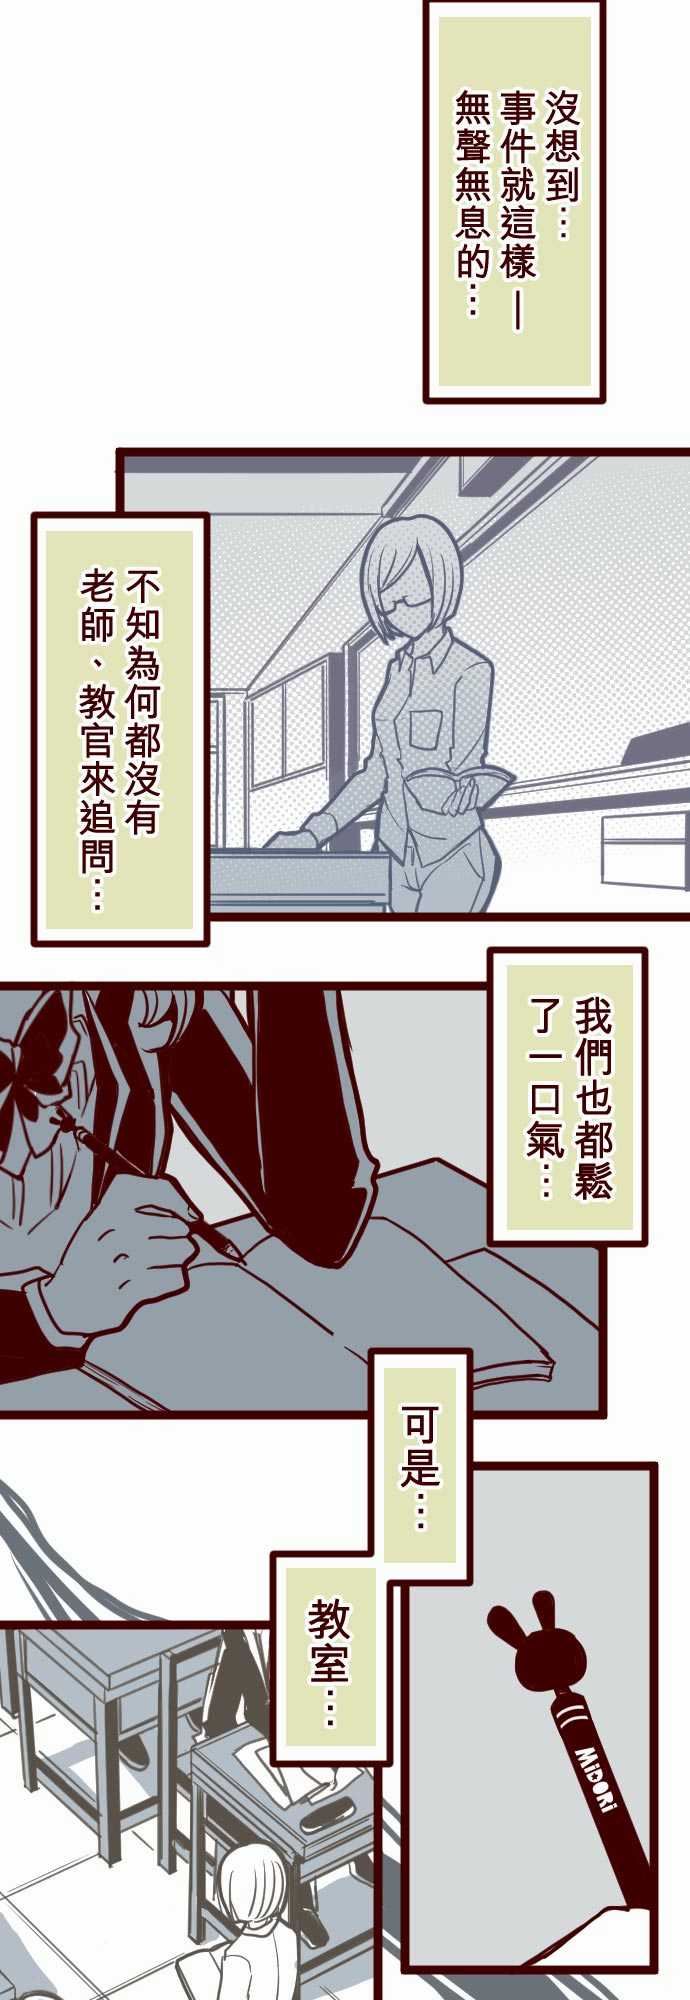 沒想到…
事件就這樣—
無聲無息的…
不知為何都沒有
老師、教官來追問…
我們也都鬆
了一口氣…
可是…
教室…
MiDORi